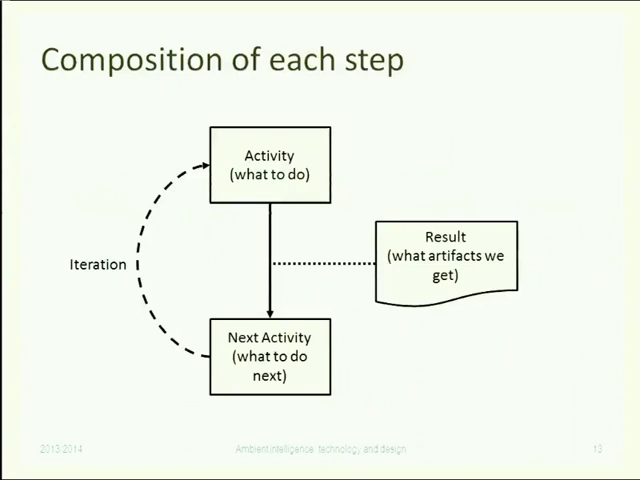 Composition of each step
Activity
(what to do)
Result
(what artifacts we
get)
Iteration
Next Activity
(what to do
next)
2013/2014
Ambient intelligence: technology and design
13